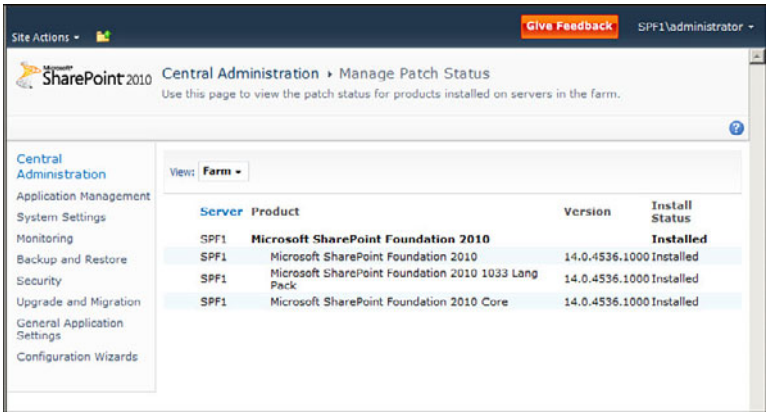 Site Actions
Give Feedback
SPF1\administrator
Microsoft
SharePoint 2010
Central Administration ▸ Manage Patch Status
Use this page to view the patch status for products installed on servers in the farm.
Central
Administration
Application Management
System Settings
Monitoring
Backup and Restore
Security
Upgrade and Migration
General Application
Settings
Configuration Wizards
View: Farm
Server Product Version Install
Status
SPF1 Microsoft SharePoint Foundation 2010 Installed
SPF1 Microsoft SharePoint Foundation 2010 14.0.4536.1000 Installed
SPF1 Microsoft SharePoint Foundation 2010 1033 Lang
Pack 14.0.4536.1000 Installed
SPF1 Microsoft SharePoint Foundation 2010 Core 14.0.4536.1000 Installed